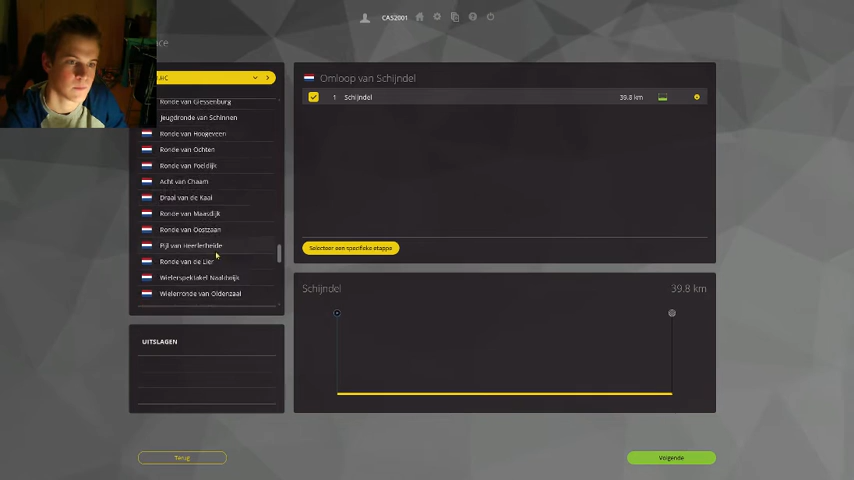 CAS2001
ce
.HC
Omloop van Schijndel
1 Schijndel 39.8 km
Ronde van Giessenburg
Jeugdronde van Schinnen
Ronde van Hoogeveen
Ronde van Ochten
Ronde van Poeldijk
Acht van Chaam
Draai van de Kaai
Ronde van Maasdijk
Ronde van Oostzaan
Pijl van Heerlerheide
Ronde van de Lier
Wielerspektakel Naaldwijk
Wielerronde van Oldenzaal
Selecteer een specifieke etappe
Schijndel 39.8 km
UITSLAGEN
Terug
Volgende